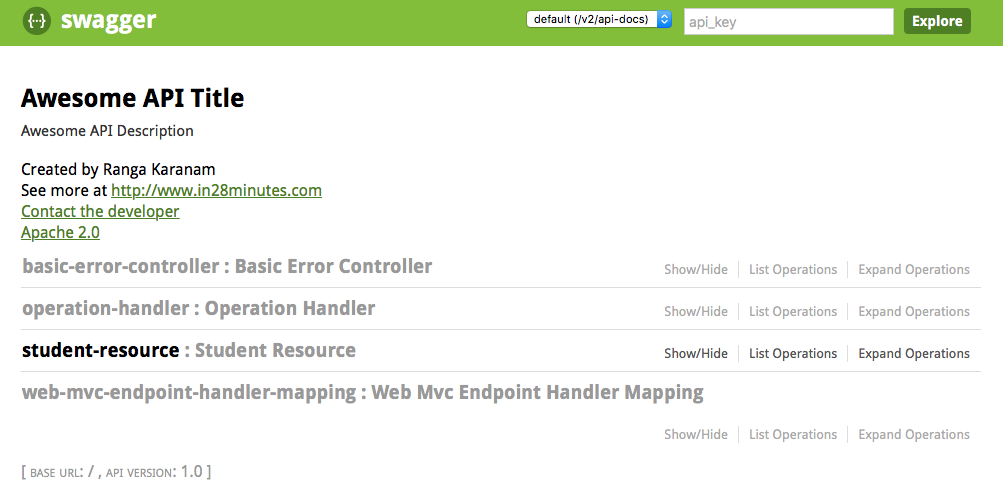 {···} swagger default (/v2/api-docs) api_key Explore
Awesome API Title
Awesome API Description
Created by Ranga Karanam
See more at http://www.in28minutes.com
Contact the developer
Apache 2.0
basic-error-controller : Basic Error Controller Show/Hide List Operations Expand Operations
operation-handler : Operation Handler Show/Hide List Operations Expand Operations
student-resource : Student Resource Show/Hide List Operations Expand Operations
web-mvc-endpoint-handler-mapping : Web Mvc Endpoint Handler Mapping
Show/Hide List Operations Expand Operations
[ BASE URL: / , API VERSION: 1.0 ]